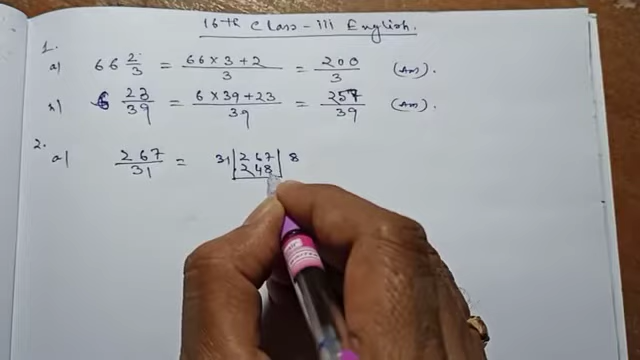 16th Class - III English.
1.
a) 66 2/3 = 66 × 3 + 2 / 3 = 200 / 3 (Ans).
r) 6 23/39 = 6 × 39 + 23 / 39 = 257 / 39 (Ans).
2.
a) 267 / 31 = 31 | 267 | 8
248